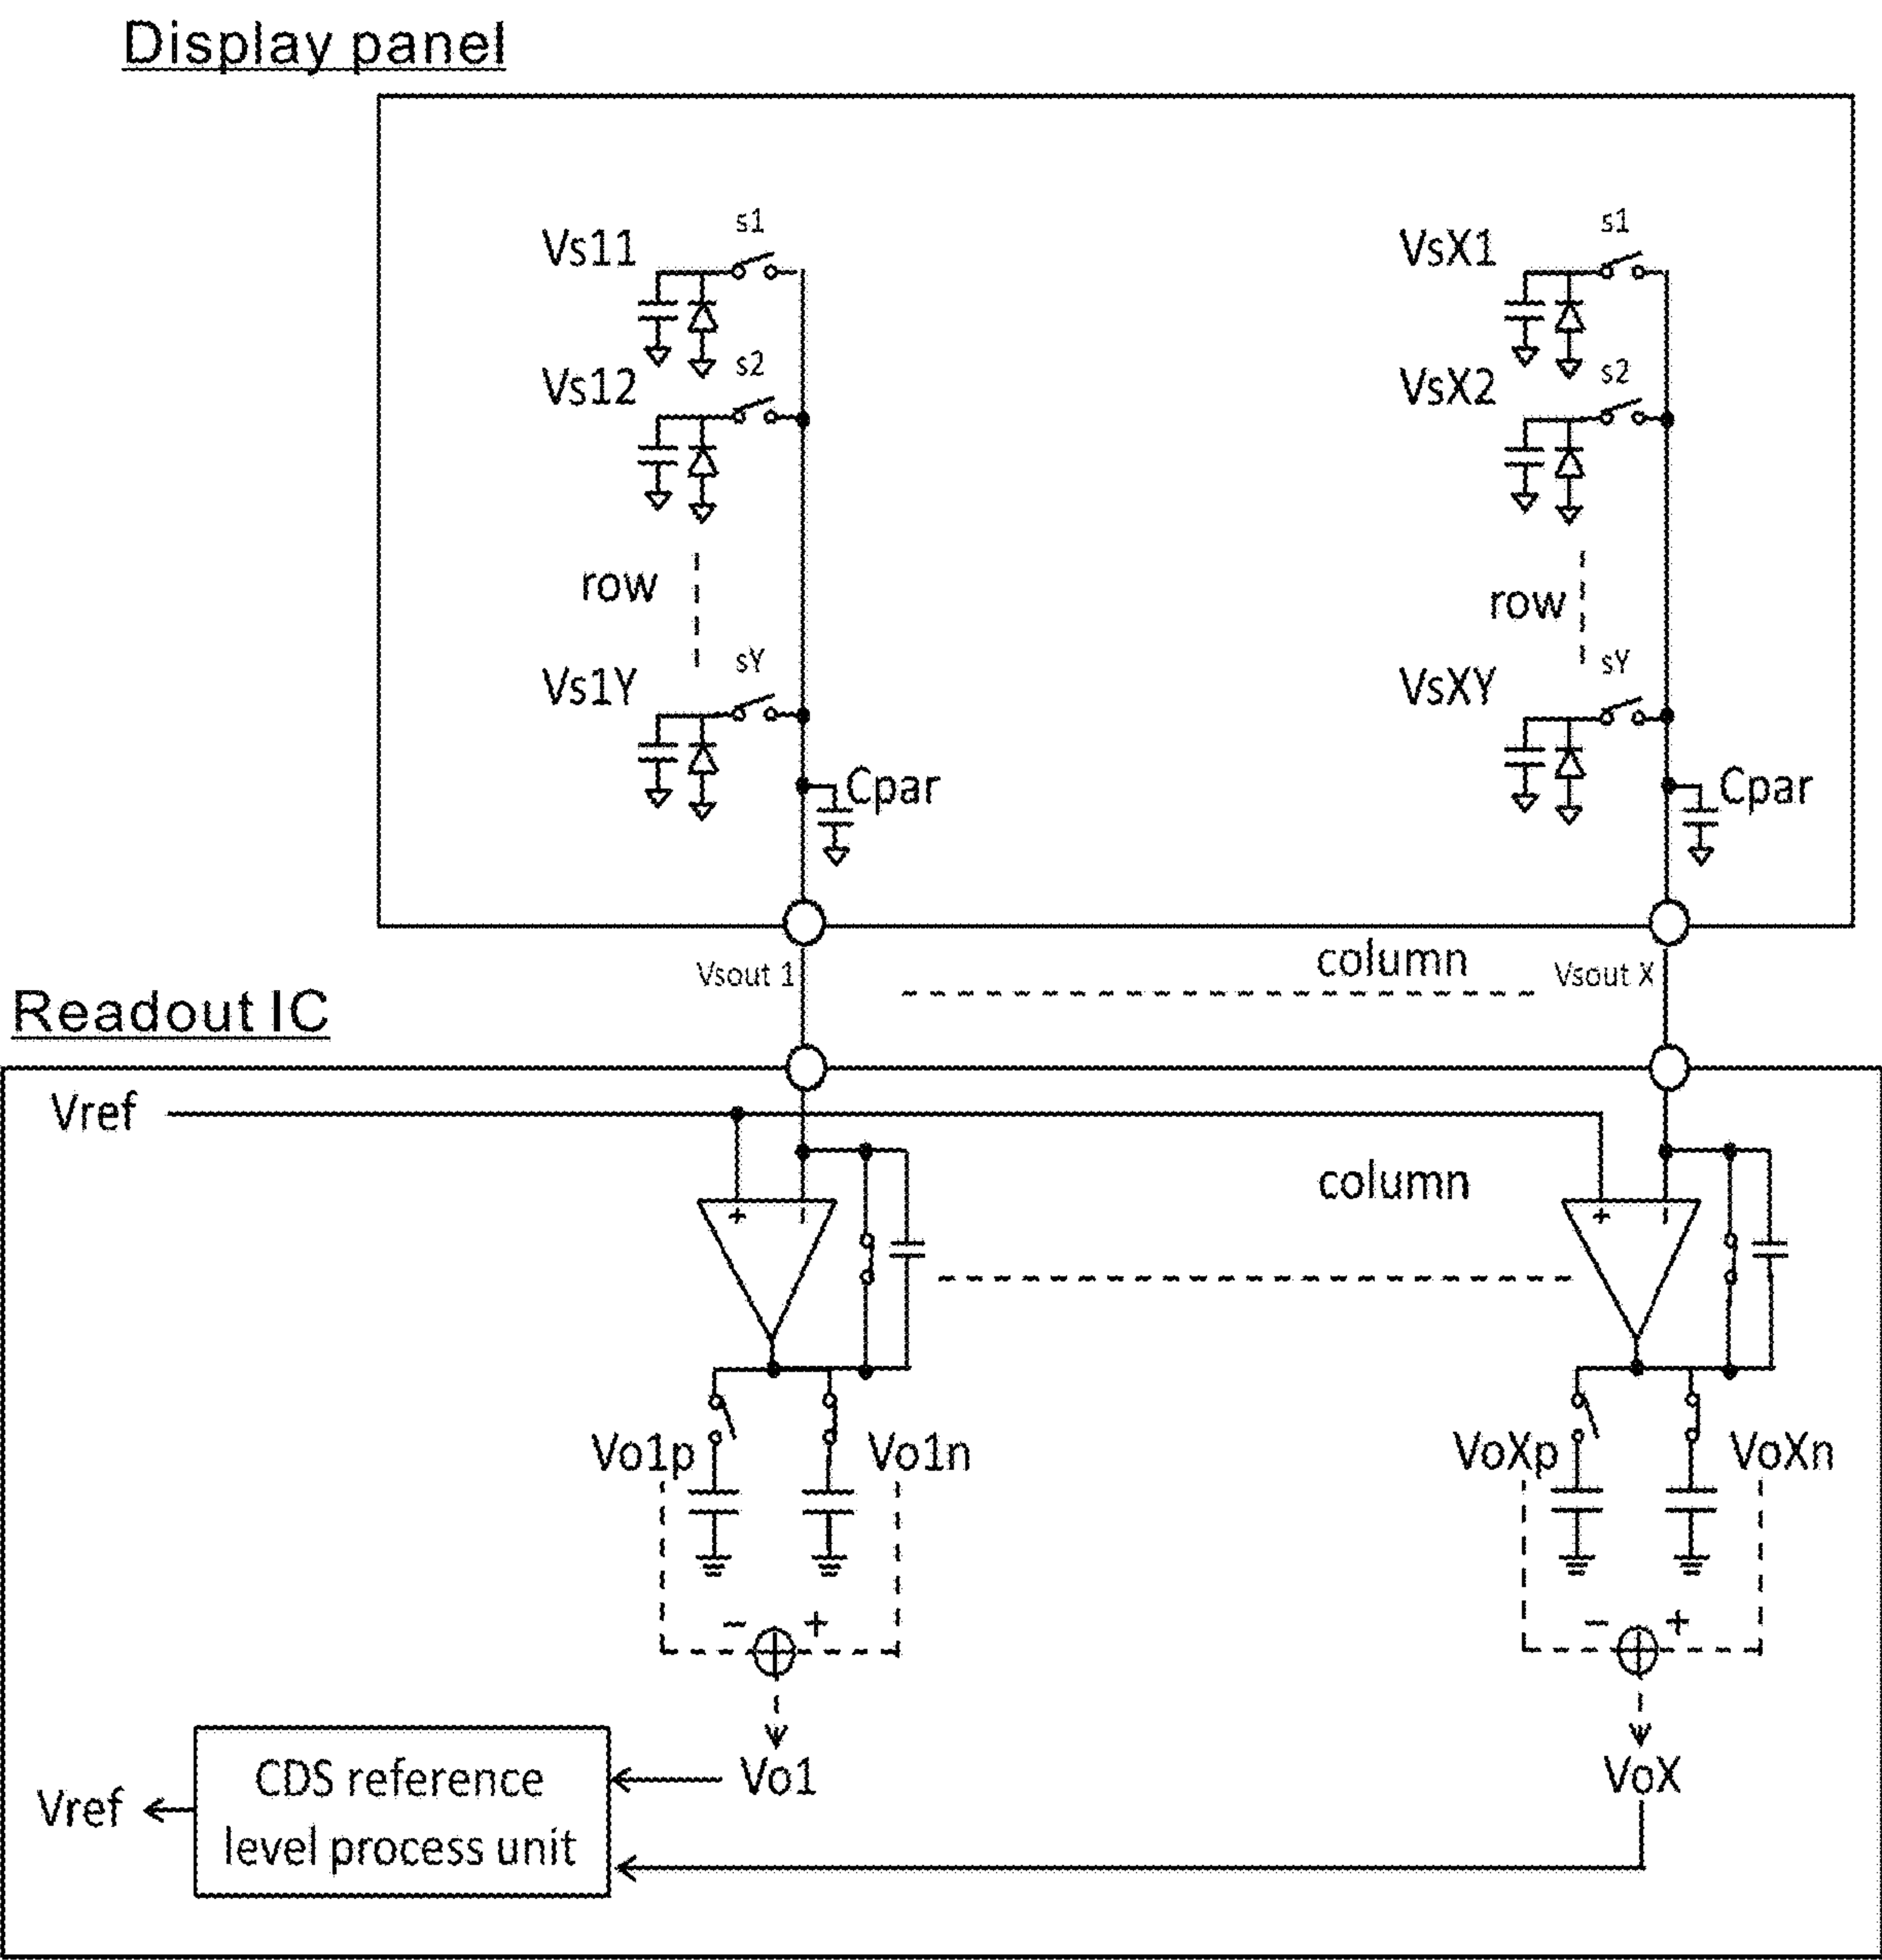 Display panel
s1
s1
Vs11
VsX1
s2
s2
Vs12
VsX2
row
row
sY
sY
Vs1Y
VsXY
Cpar
Cpar
column
Vsout 1
Vsout X
Readout IC
Vref
column
+
+
Vo1p
Vo1n
VoXp
VoXn
− +
− +
CDS reference
level process unit
Vo1
VoX
Vref